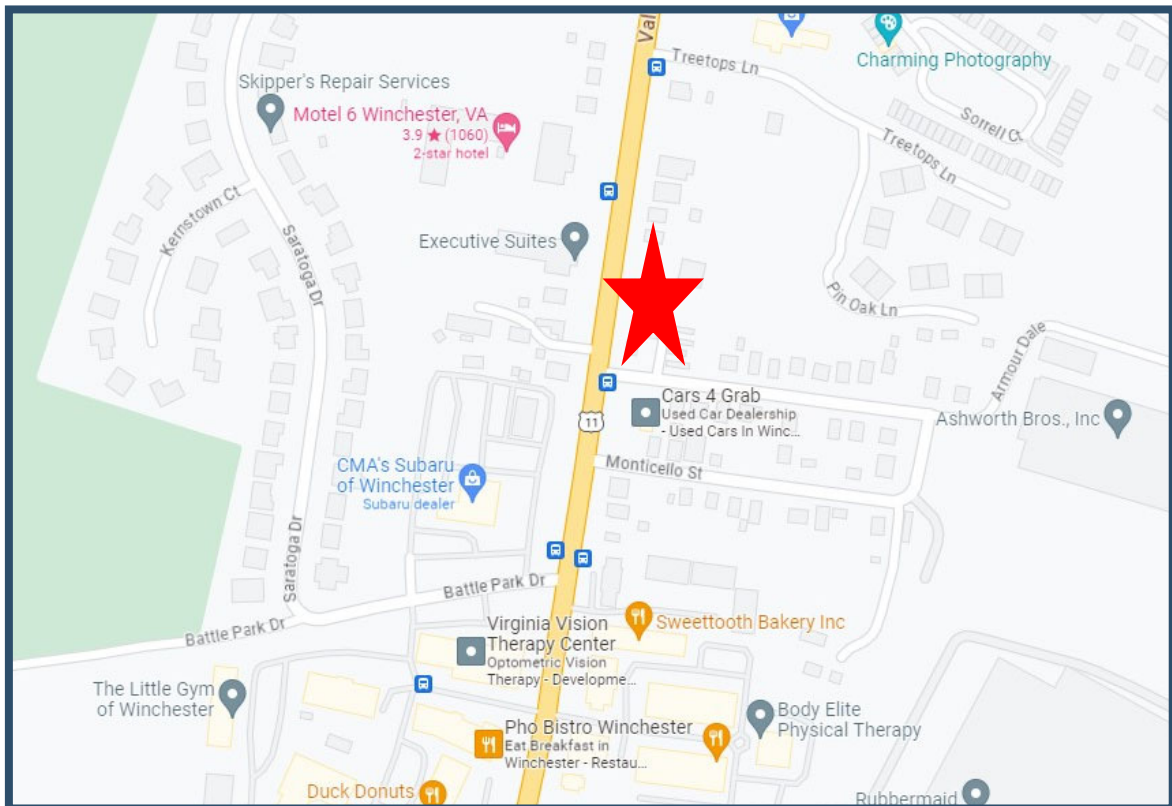 Val
Treetops Ln
Charming Photography
Skipper's Repair Services
Motel 6 Winchester, VA
3.9 ★ (1060)
2-star hotel
Sorrell Ct
Treetops Ln
Kernstown Ct
Saratoga Dr
Executive Suites
Pin Oak Ln
Armour Dale
Cars 4 Grab
Used Car Dealership
- Used Cars In Winc...
11
Ashworth Bros., Inc
CMA's Subaru
of Winchester
Subaru dealer
Monticello St
Saratoga Dr
Battle Park Dr
Battle Park Dr
Virginia Vision
Therapy Center
Optometric Vision
Therapy - Developme...
Sweettooth Bakery Inc
The Little Gym
of Winchester
Body Elite
Physical Therapy
Pho Bistro Winchester
Eat Breakfast in
Winchester - Restau...
Duck Donuts
Rubbermaid